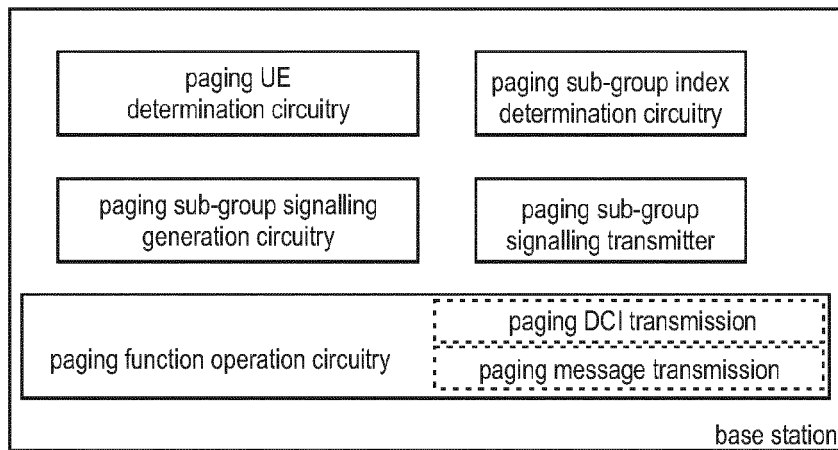 paging UE
determination circuitry
paging sub-group index
determination circuitry
paging sub-group signalling
generation circuitry
paging sub-group
signalling transmitter
paging function operation circuitry
paging DCI transmission
paging message transmission
base station